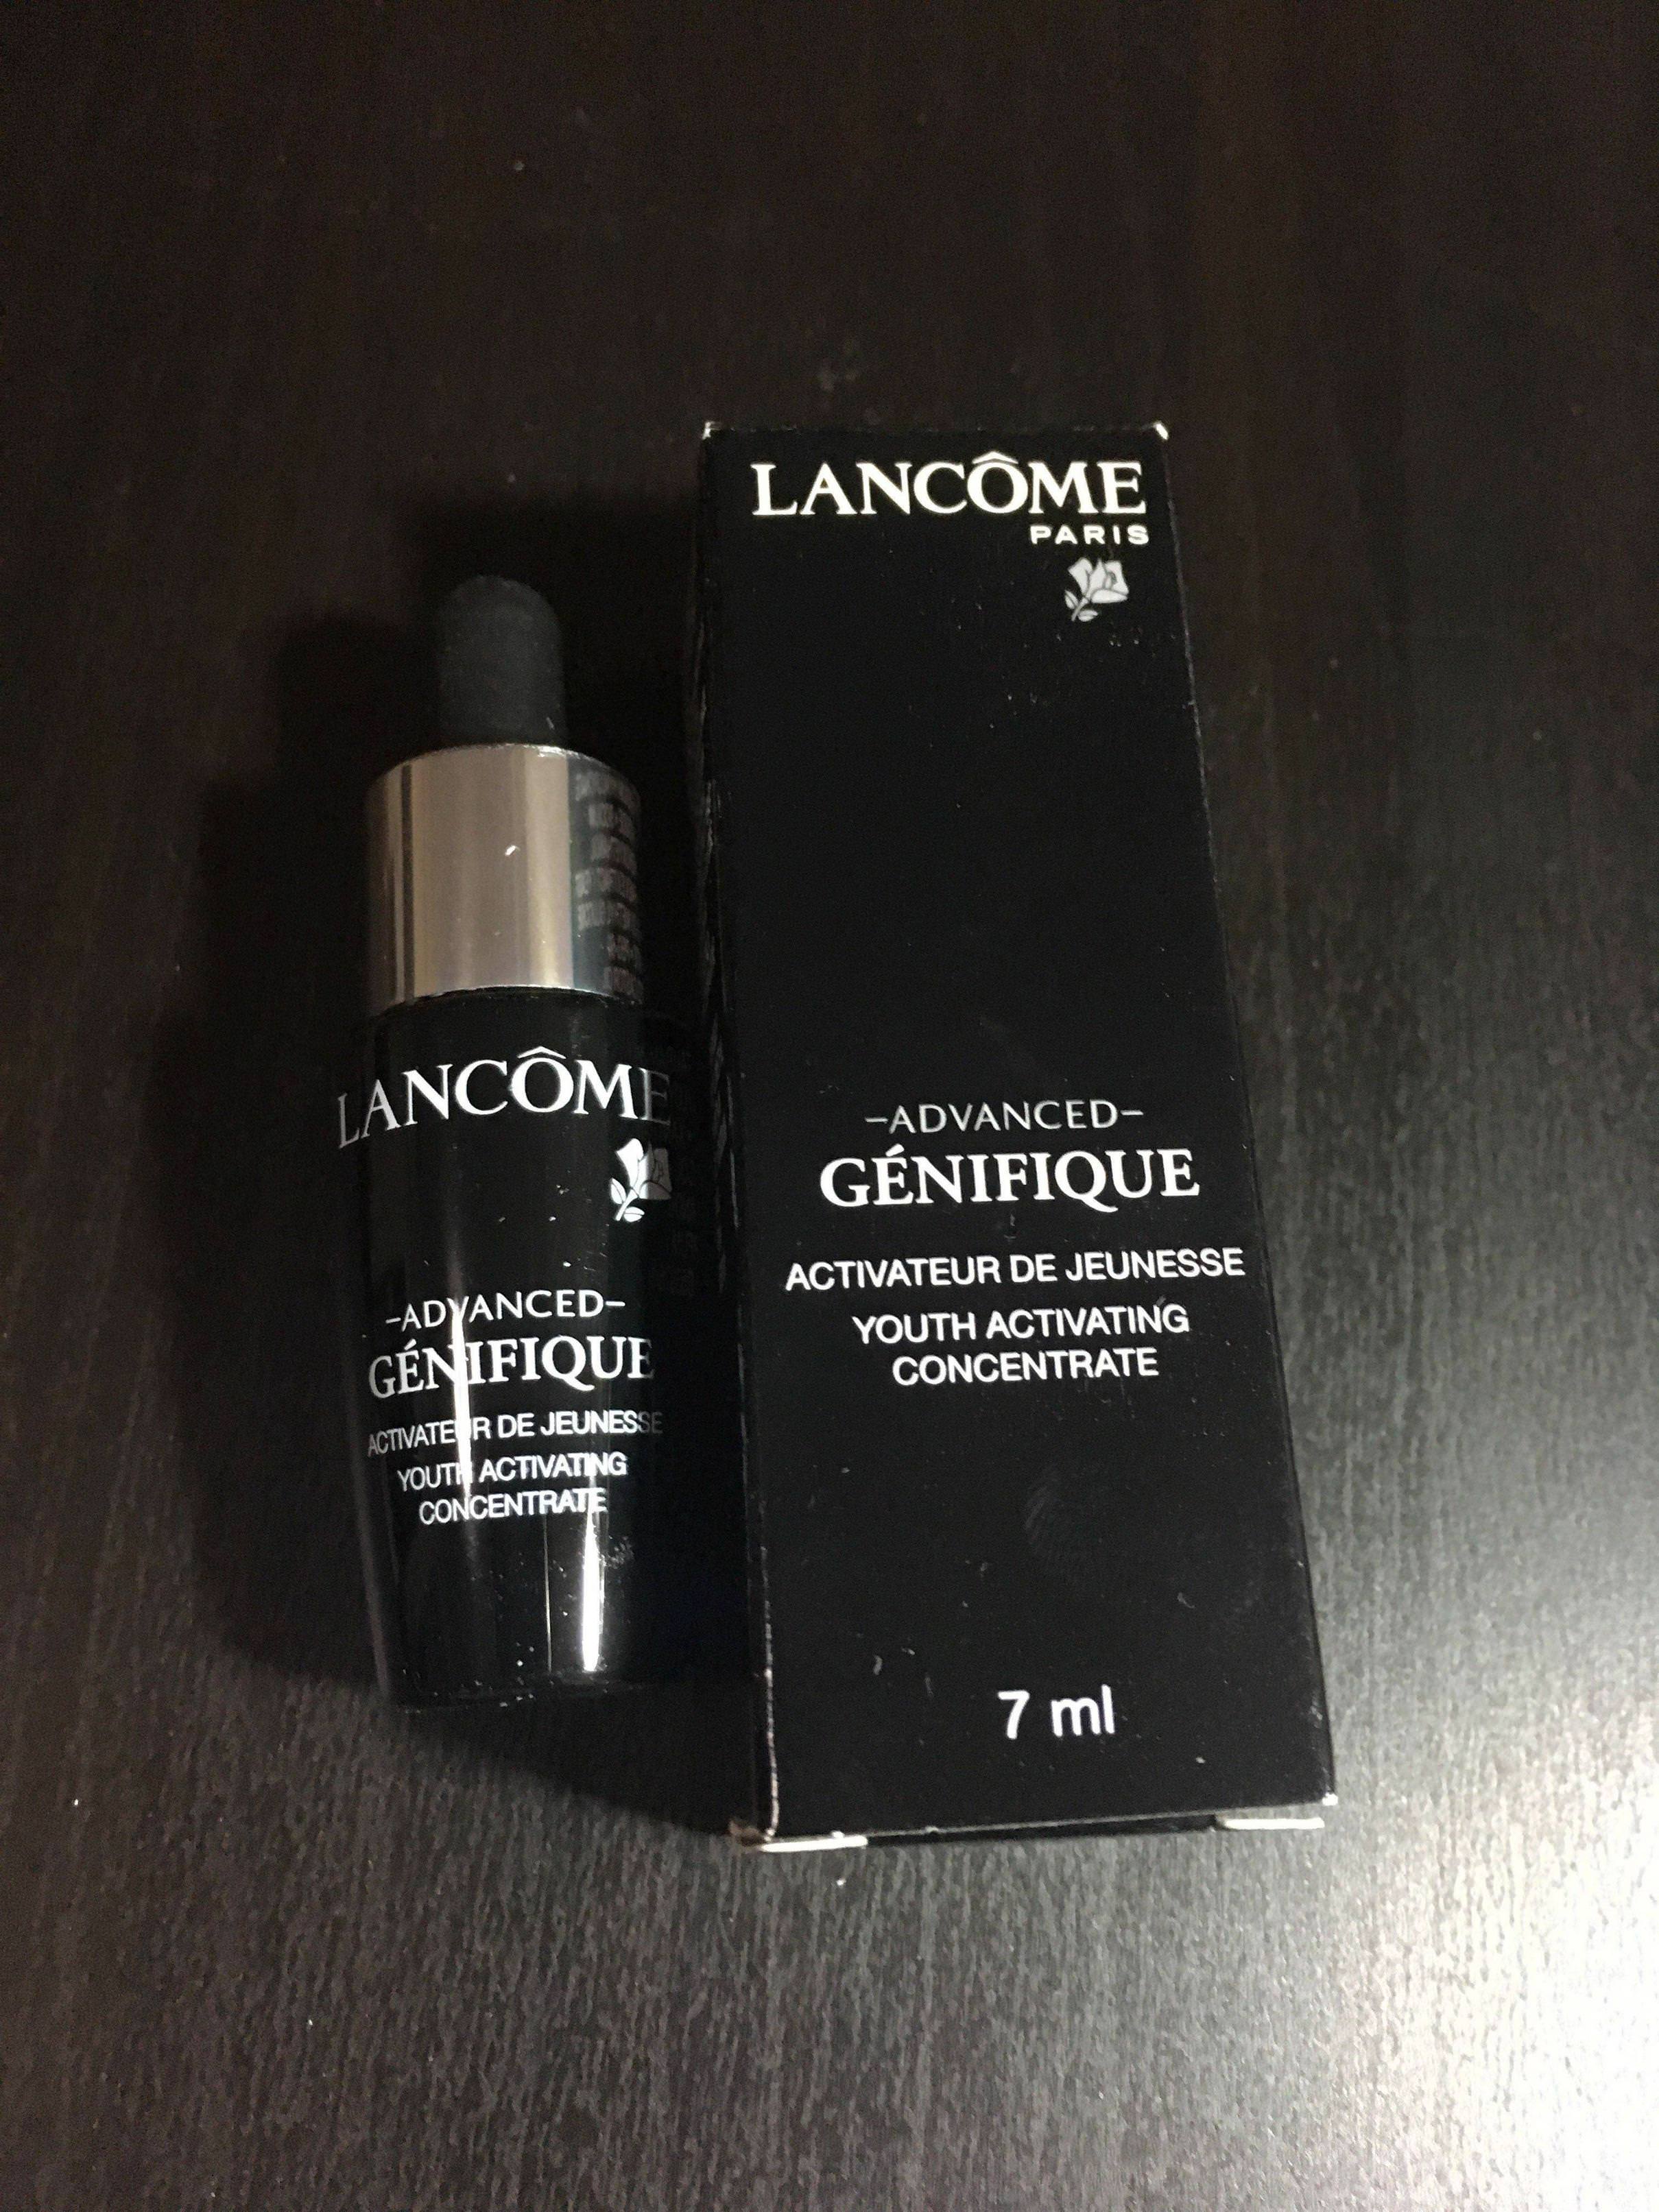 LANCÔME
-ADVANCED-
GÉNIFIQUE
ACTIVATEUR DE JEUNESSE
YOUTH ACTIVATING
CONCENTRATE
LANCÔME
PARIS
-ADVANCED-
GÉNIFIQUE
ACTIVATEUR DE JEUNESSE
YOUTH ACTIVATING
CONCENTRATE
7 ml